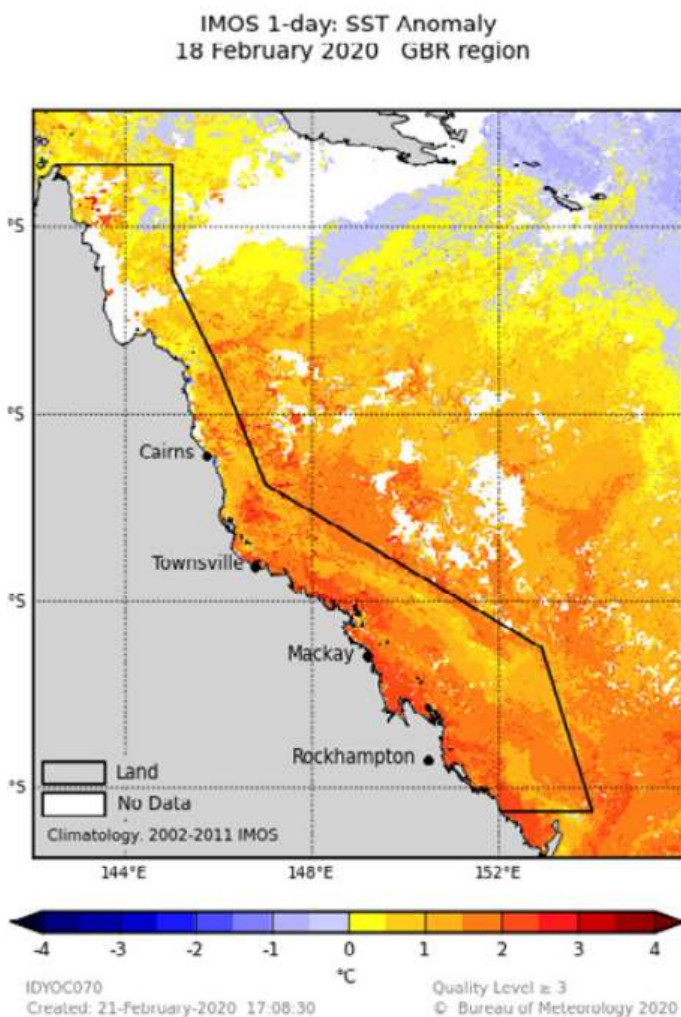 IMOS 1-day: SST Anomaly
18 February 2020 GBR region
°S
°S
Cairns
Townsville
°S
Mackay
Rockhampton
°S
Land
No Data
Climatology: 2002-2011 IMOS
144°E 148°E 152°E
-4 -3 -2 -1 0 1 2 3 4
°C
IDYOC070 Quality Level ≥ 3
Created: 21-February-2020 17:08:30 © Bureau of Meteorology 2020